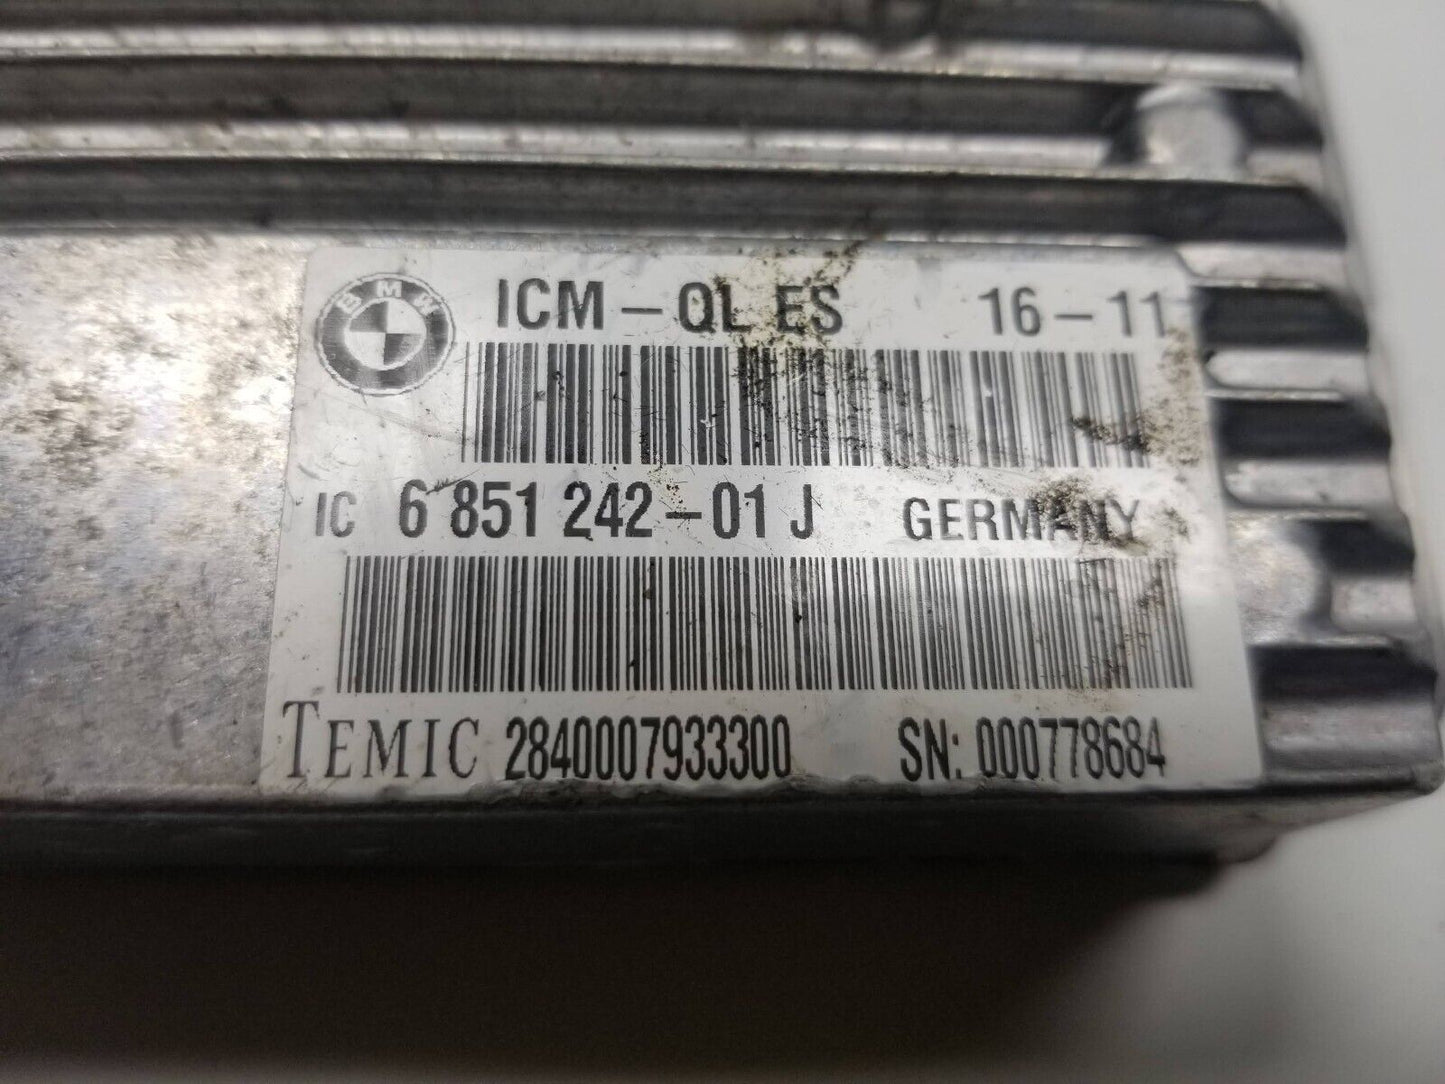 BMW
ICM – QL ES 16 – 11
IC 6 851 242 – 01 J GERMANY
TEMIC 2840007933300 SN: 000778684